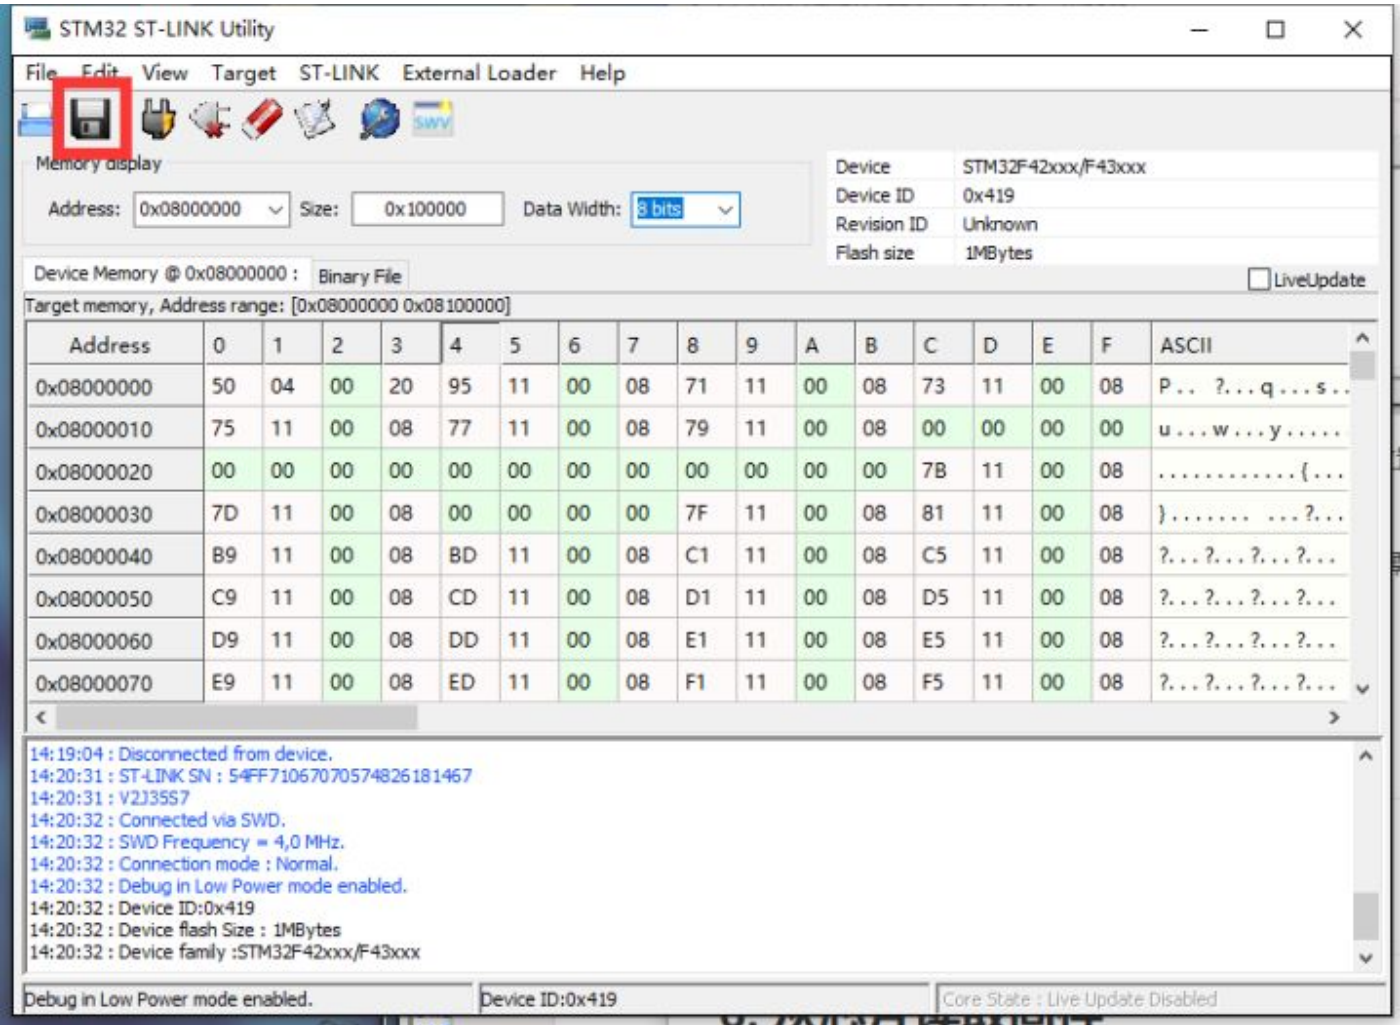 STM32 ST-LINK Utility
File Edit View Target ST-LINK External Loader Help
SWV
Memory display
Address: 0x08000000 Size: 0x100000 Data Width: 8 bits
Device STM32F42xxx/F43xxx
Device ID 0x419
Revision ID Unknown
Flash size 1MBytes
Device Memory @ 0x08000000 : Binary File
LiveUpdate
Target memory, Address range: [0x08000000 0x08100000]
Address 0 1 2 3 4 5 6 7 8 9 A B C D E F ASCII
0x08000000 50 04 00 20 95 11 00 08 71 11 00 08 73 11 00 08 P.. ?...q...s..
0x08000010 75 11 00 08 77 11 00 08 79 11 00 08 00 00 00 00 u...w...y.....
0x08000020 00 00 00 00 00 00 00 00 00 00 00 00 7B 11 00 08 ............{...
0x08000030 7D 11 00 08 00 00 00 00 7F 11 00 08 81 11 00 08 }....... ...?...
0x08000040 B9 11 00 08 BD 11 00 08 C1 11 00 08 C5 11 00 08 ?...?...?...?...
0x08000050 C9 11 00 08 CD 11 00 08 D1 11 00 08 D5 11 00 08 ?...?...?...?...
0x08000060 D9 11 00 08 DD 11 00 08 E1 11 00 08 E5 11 00 08 ?...?...?...?...
0x08000070 E9 11 00 08 ED 11 00 08 F1 11 00 08 F5 11 00 08 ?...?...?...?...
14:19:04 : Disconnected from device.
14:20:31 : ST-LINK SN : 54FF71067070574826181467
14:20:31 : V2J35S7
14:20:32 : Connected via SWD.
14:20:32 : SWD Frequency = 4,0 MHz.
14:20:32 : Connection mode : Normal.
14:20:32 : Debug in Low Power mode enabled.
14:20:32 : Device ID:0x419
14:20:32 : Device flash Size : 1MBytes
14:20:32 : Device family :STM32F42xxx/F43xxx
Debug in Low Power mode enabled. Device ID:0x419 Core State : Live Update Disabled